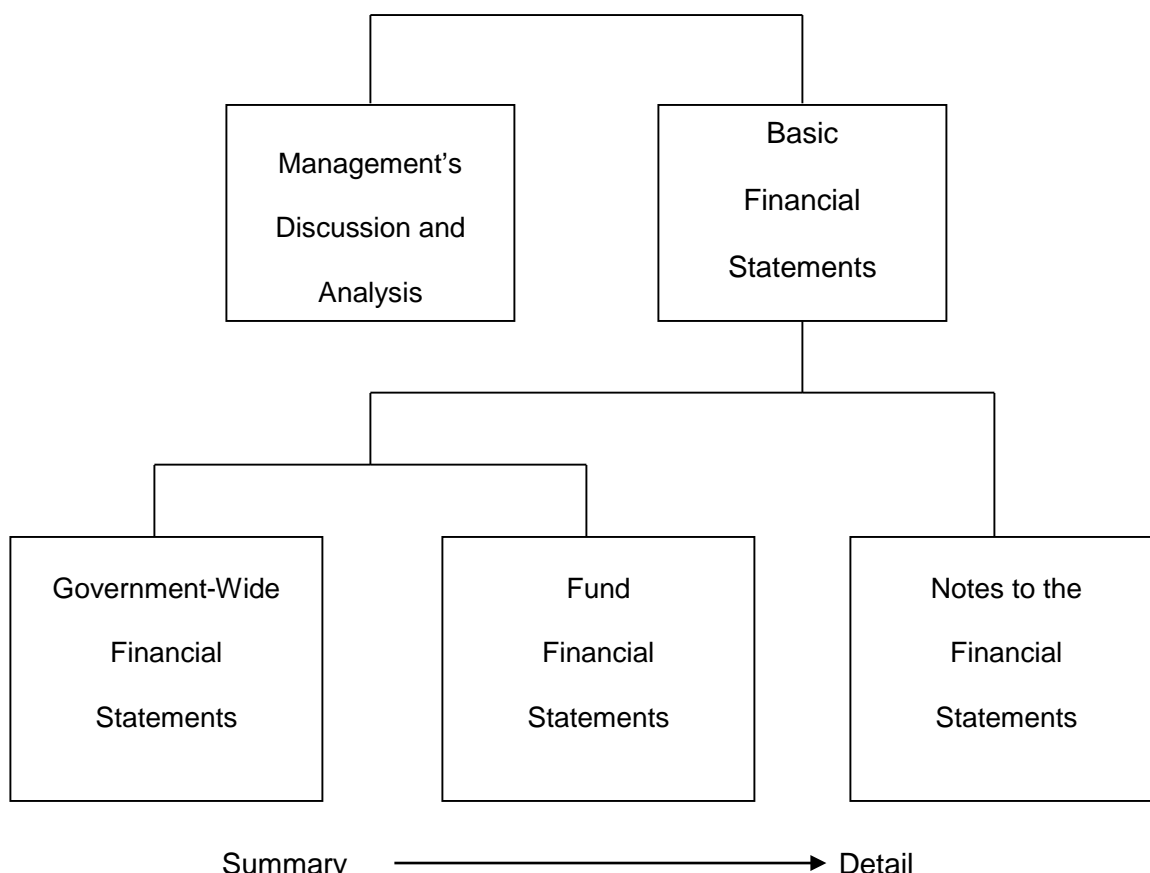 Management’s
Discussion and
Analysis
Basic
Financial
Statements
Government-Wide
Financial
Statements
Fund
Financial
Statements
Notes to the
Financial
Statements
Summary
Detail